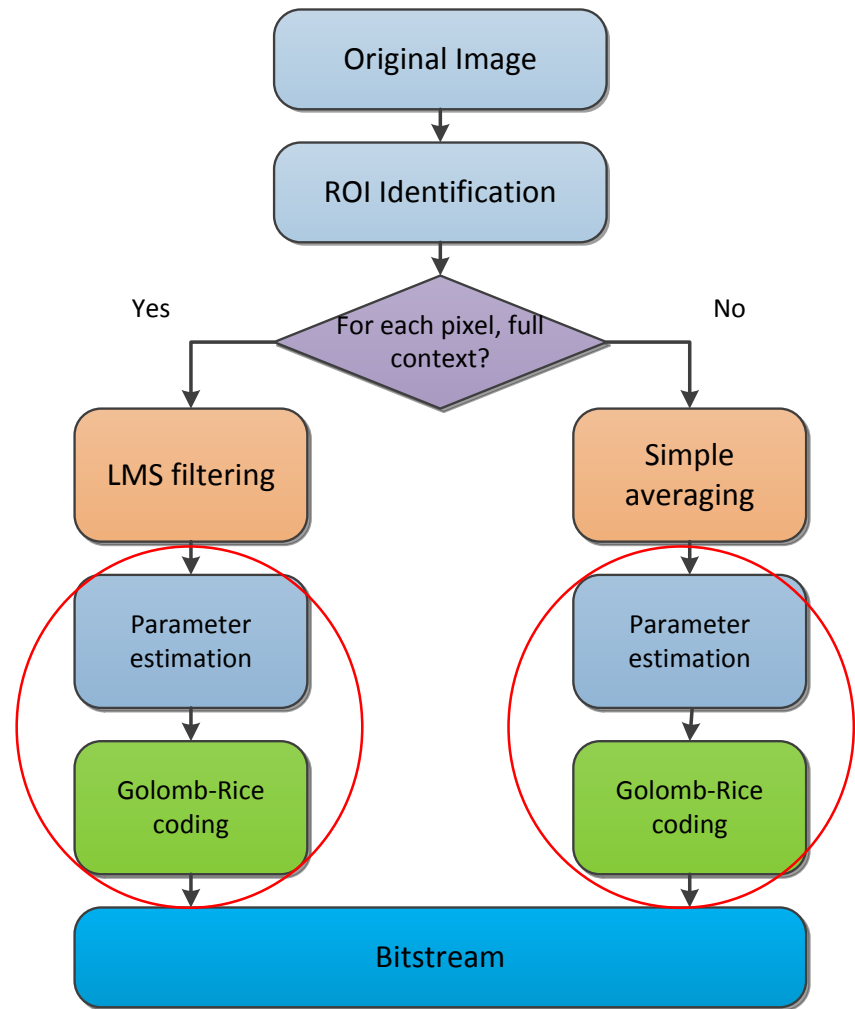 Original Image
ROI Identification
Yes
No
For each pixel, full
context?
LMS filtering
Simple
averaging
Parameter
estimation
Parameter
estimation
Golomb-Rice
coding
Golomb-Rice
coding
Bitstream